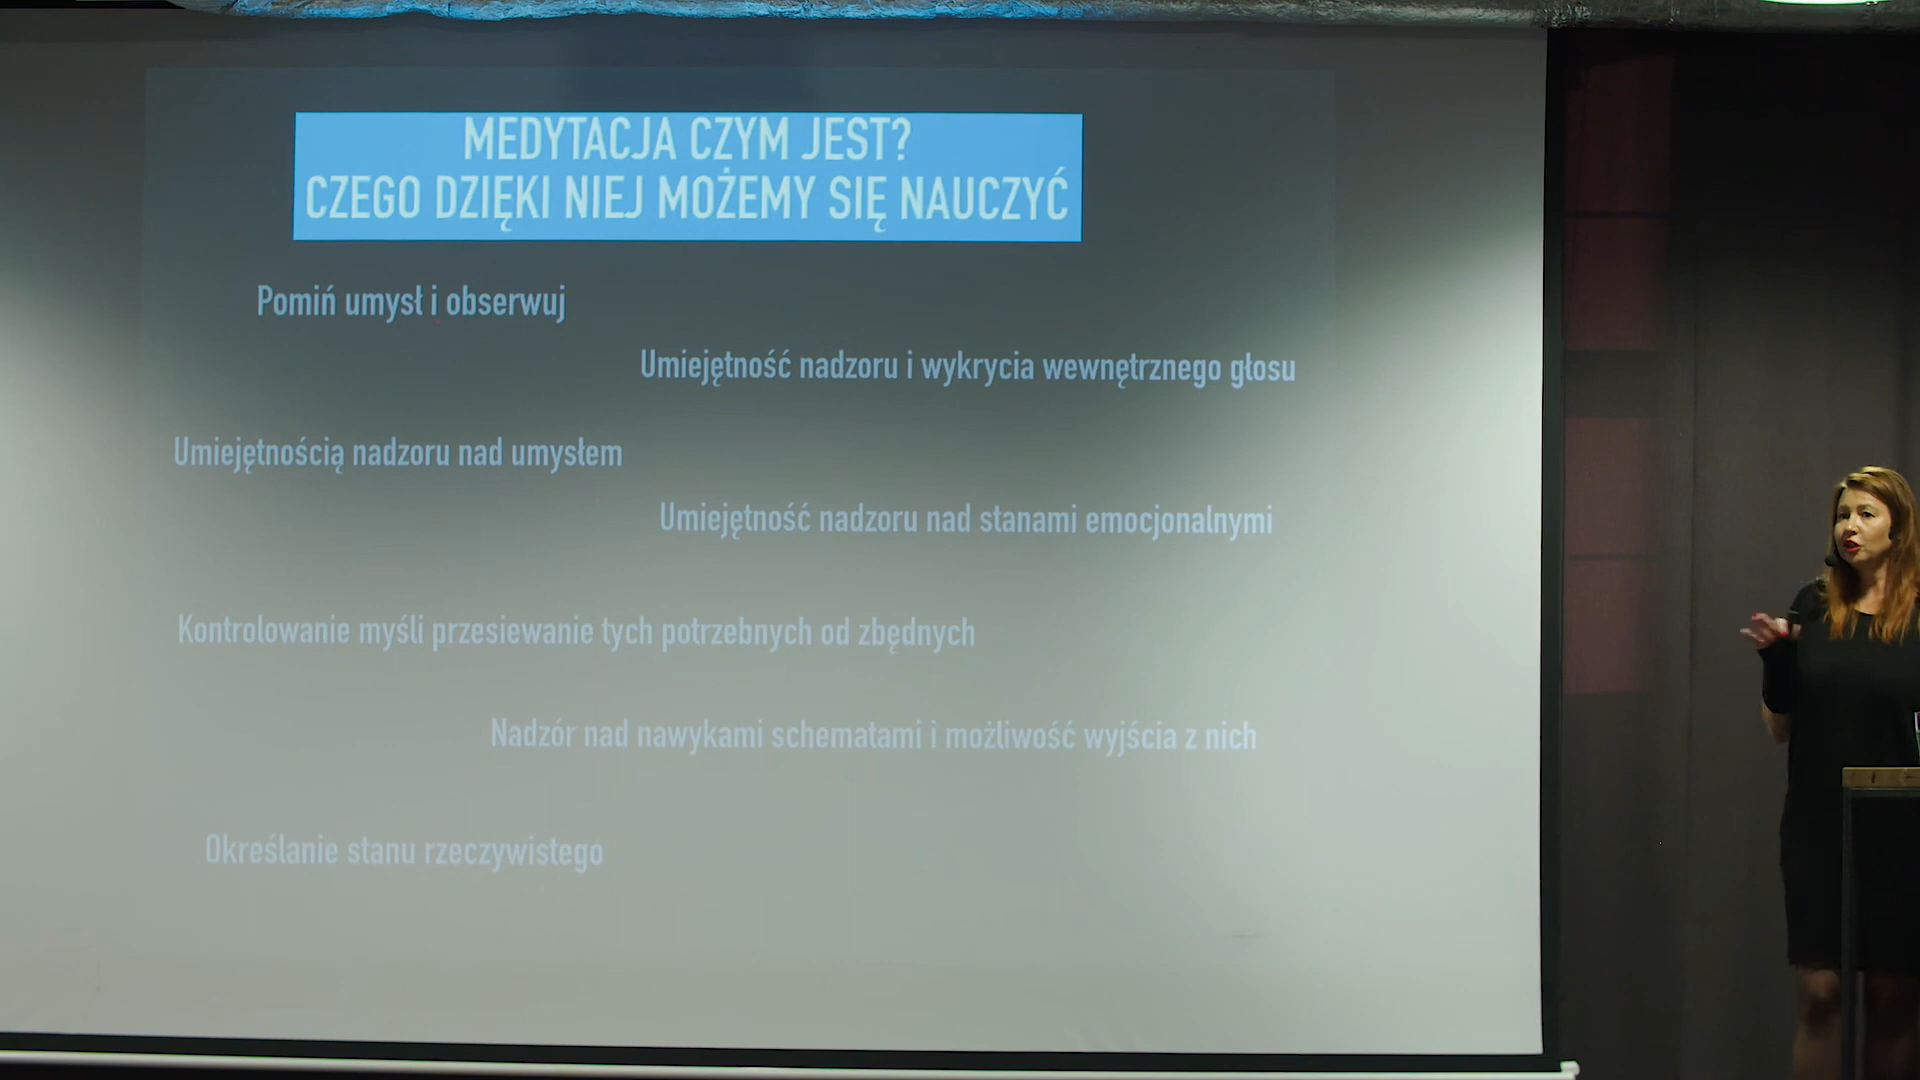 MEDYTACJA CZYM JEST?
CZEGO DZIĘKI NIEJ MOŻEMY SIĘ NAUCZYĆ
Pomiń umysł i obserwuj
Umiejętność nadzoru i wykrycia wewnętrznego głosu
Umiejętnością nadzoru nad umysłem
Umiejętność nadzoru nad stanami emocjonalnymi
Kontrolowanie myśli przesiewanie tych potrzebnych od zbędnych
Nadzór nad nawykami schematami i możliwość wyjścia z nich
Określanie stanu rzeczywistego